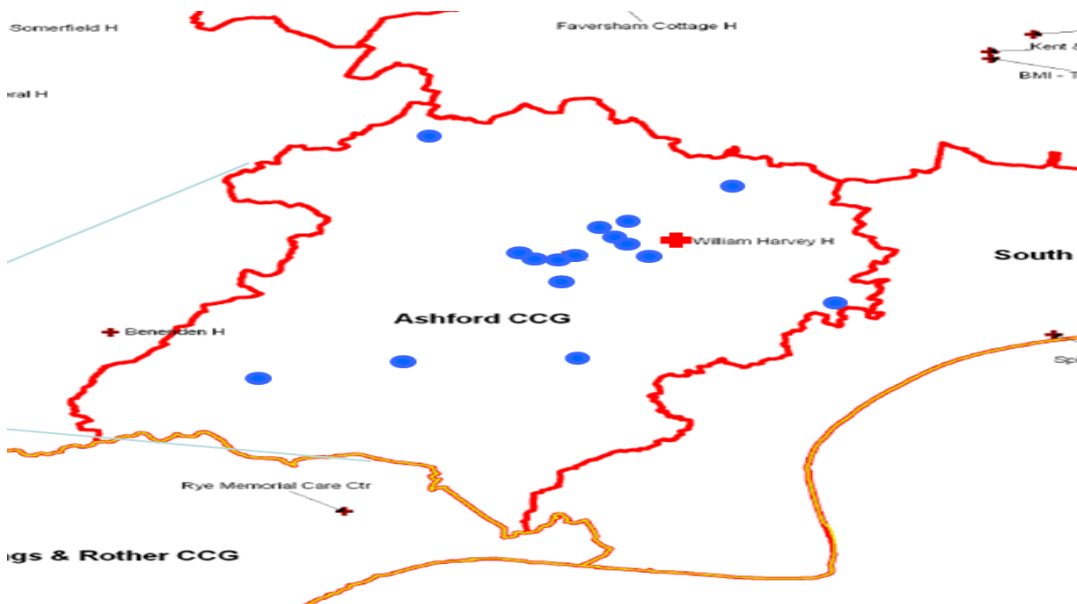 Somerfield H
Faversham Cottage H
Kent &
BMI - T
ral H
William Harvey H
South
Ashford CCG
Benenden H
Sp
Rye Memorial Care Ctr
gs & Rother CCG